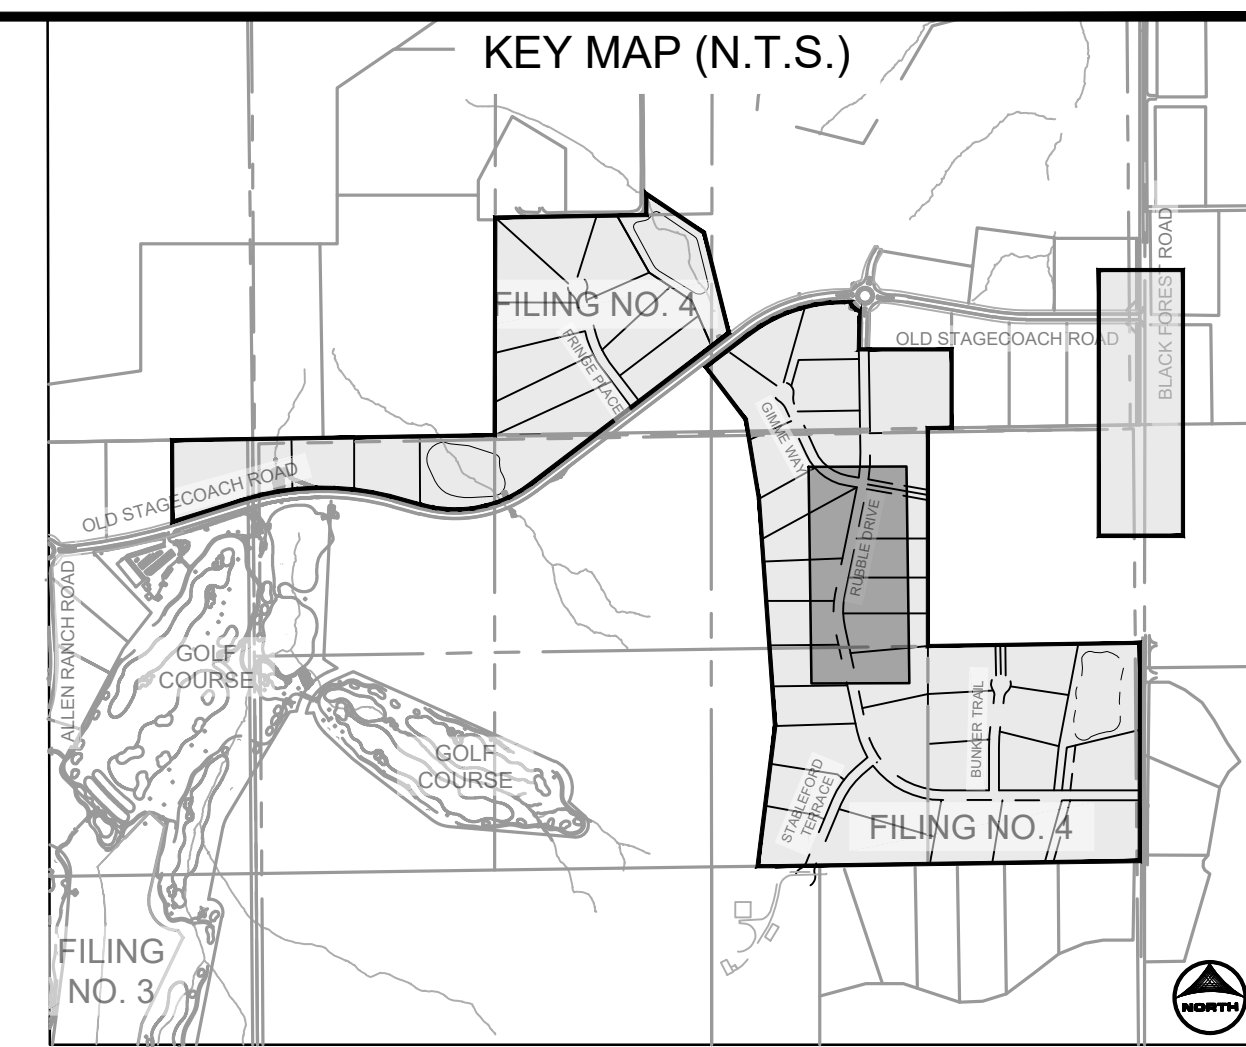 KEY MAP (N.T.S.)
BLACK FOREST ROAD
FILING NO. 4
OLD STAGECOACH ROAD
FRINGE PLACE
GIMME WAY
OLD STAGECOACH ROAD
RUBBLE DRIVE
ALLEN RANCH ROAD
GOLF
COURSE
GOLF
COURSE
BUNKER TRAIL
STABLEFORD
TERRACE
FILING NO. 4
FILING
NO. 3
NORTH